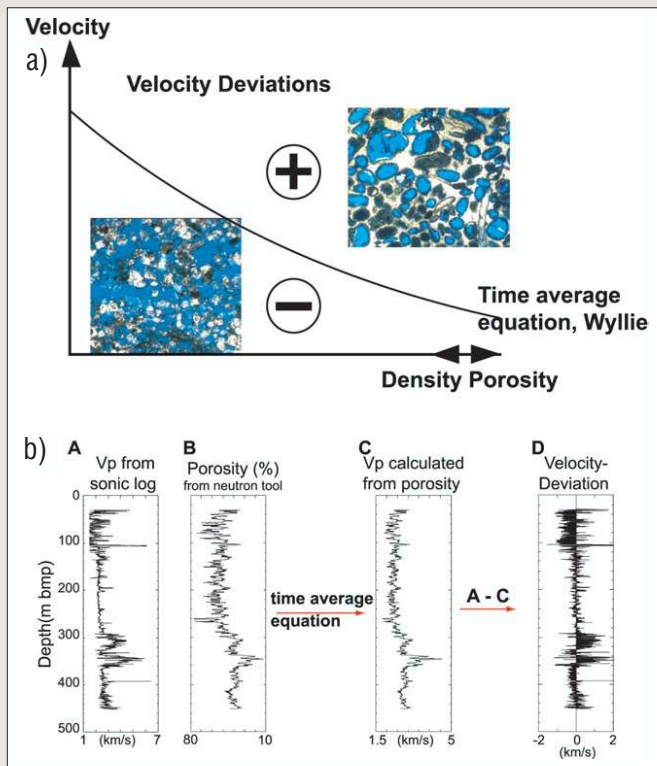 Velocity
a)
Velocity Deviations
+
−
Time average
equation, Wyllie
Density Porosity
b)
A
Vp from
sonic log
B
Porosity (%)
from neutron tool
C
Vp calculated
from porosity
D
Velocity-
Deviation
Depth(m bmp)
0
100
200
300
400
500
time average
equation
A - C
1 (km/s) 7
80 10
1.5 (km/s) 5
-2 0 2
(km/s)